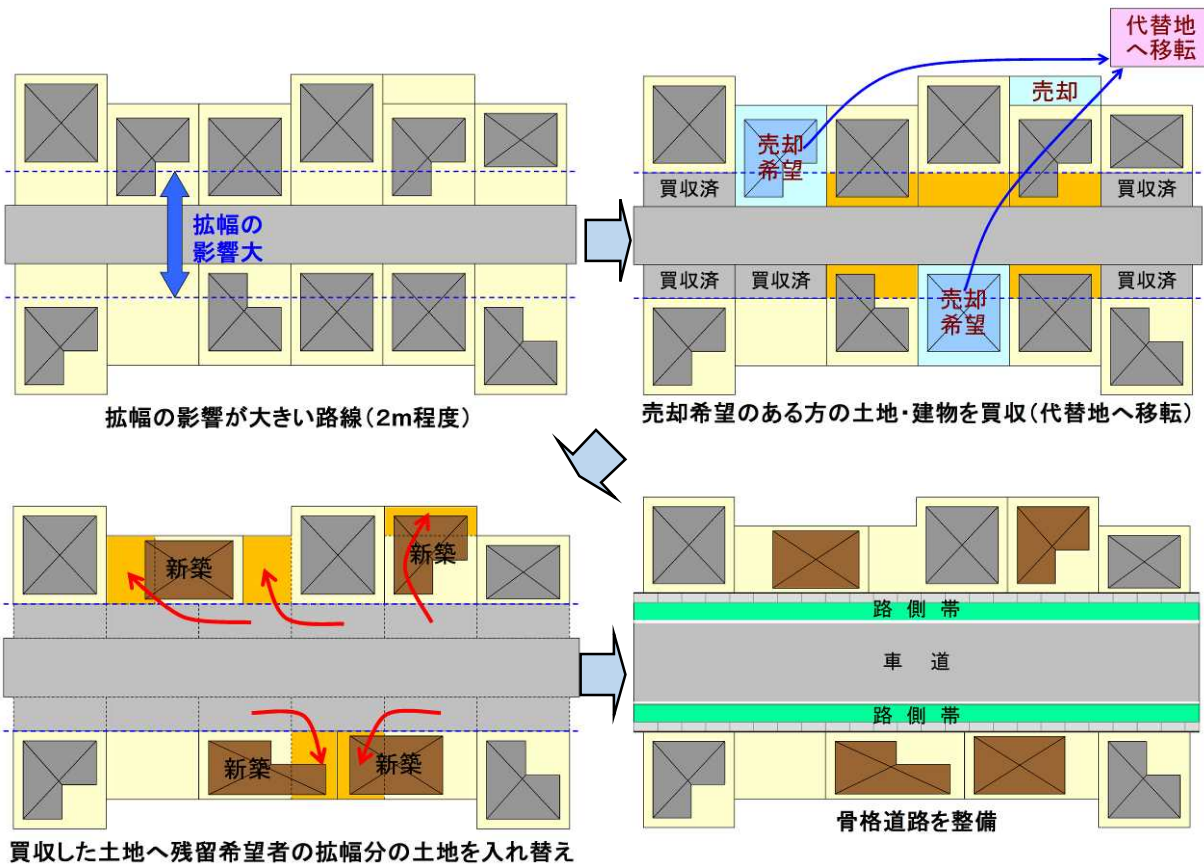 拡幅の
影響大
拡幅の影響が大きい路線(2m程度)
代替地
へ移転
売却
売却
希望
買収済
買収済
買収済
買収済
買収済
売却
希望
売却希望のある方の土地・建物を買収(代替地へ移転)
新築
新築
新築
新築
買収した土地へ残留希望者の拡幅分の土地を入れ替え
路側帯
車道
路側帯
骨格道路を整備